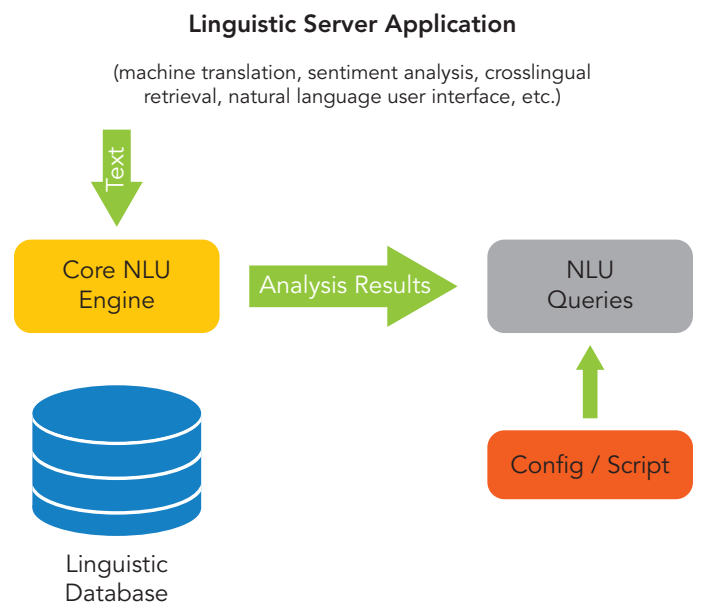 Linguistic Server Application
(machine translation, sentiment analysis, crosslingual
retrieval, natural language user interface, etc.)
Text
Core NLU
Engine
Analysis Results
NLU
Queries
Config / Script
Linguistic
Database